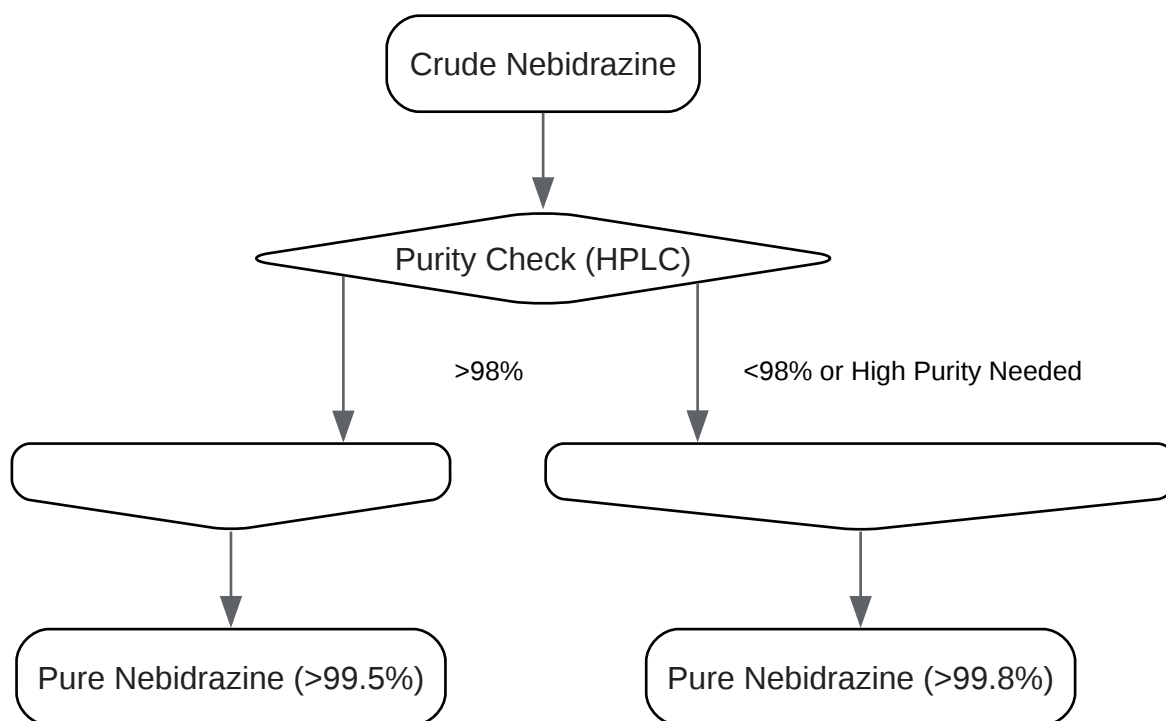 Crude Nebidrazine
Purity Check (HPLC)
>98%
<98% or High Purity Needed
Pure Nebidrazine (>99.5%)
Pure Nebidrazine (>99.8%)